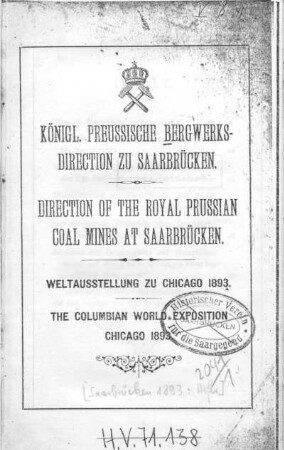 KÖNIGL. PREUSSISCHE BERGWERKS-
DIRECTION ZU SAARBRÜCKEN.
DIRECTION OF THE ROYAL PRUSSIAN
COAL MINES AT SAARBRÜCKEN.
WELTAUSSTELLUNG ZU CHICAGO 1893.
THE COLUMBIAN WORLD EXPOSITION
CHICAGO 1893
Historischer Verein
SAARBRÜCKEN
für die Saargegend
[Saarbrücken 1893:
H,V.71,138